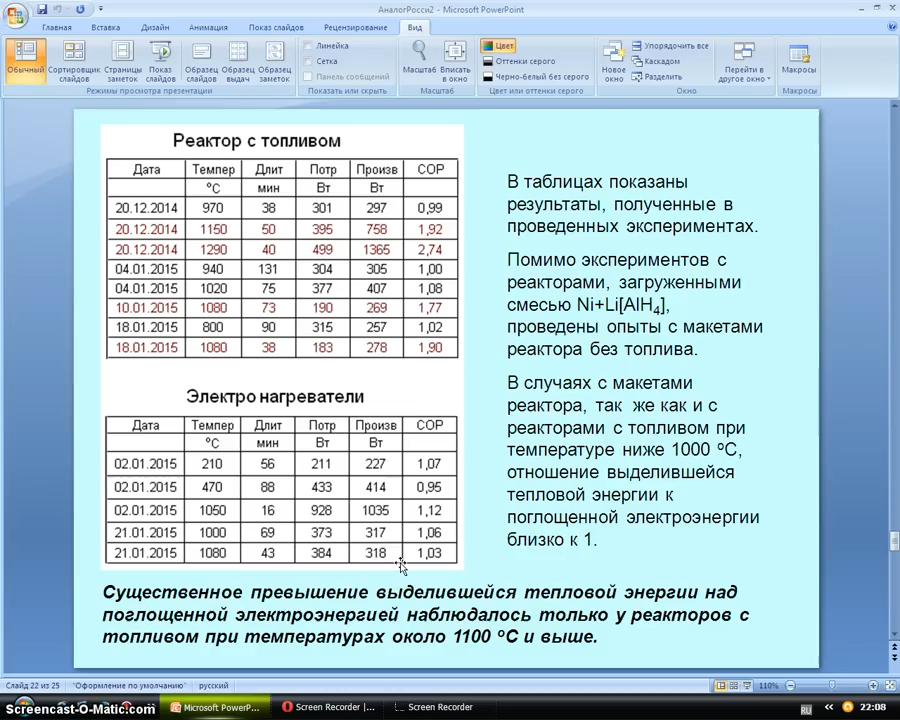 АналогРосси2 - Microsoft PowerPoint
Главная Вставка Дизайн Анимация Показ слайдов Рецензирование Вид
Обычный
Сортировщик слайдов
Страницы заметок
Показ слайдов
Образец слайдов
Образец выдач
Образец заметок
Режимы просмотра презентации
Линейка
Сетка
Панель сообщений
Показать или скрыть
Масштаб
Вписать в окно
Масштаб
Цвет
Оттенки серого
Черно-белый без серого
Цвет или оттенки серого
Новое окно
Упорядочить все
Каскадом
Разделить
Перейти в другое окно
Окно
Макросы
Макросы
Реактор с топливом
Дата Темпер Длит Потр Произв COP
ºC мин Вт Вт
20.12.2014 970 38 301 297 0,99
20.12.2014 1150 50 395 758 1,92
20.12.2014 1290 40 499 1365 2,74
04.01.2015 940 131 304 305 1,00
04.01.2015 1020 75 377 407 1,08
10.01.2015 1080 73 190 269 1,77
18.01.2015 800 90 315 257 1,02
18.01.2015 1080 38 183 278 1,90
Электро нагреватели
Дата Темпер Длит Потр Произв COP
ºC мин Вт Вт
02.01.2015 210 56 211 227 1,07
02.01.2015 470 88 433 414 0,95
02.01.2015 1050 16 928 1035 1,12
21.01.2015 1000 69 373 317 1,06
21.01.2015 1080 43 384 318 1,03
В таблицах показаны
результаты, полученные в
проведенных экспериментах.
Помимо экспериментов с
реакторами, загруженными
смесью Ni+Li[AlH4],
проведены опыты с макетами
реактора без топлива.
В случаях с макетами
реактора, так же как и с
реакторами с топливом при
температуре ниже 1000 ºC,
отношение выделившейся
тепловой энергии к
поглощенной электроэнергии
близко к 1.
Существенное превышение выделившейся тепловой энергии над
поглощенной электроэнергией наблюдалось только у реакторов с
топливом при температурах около 1100 ºC и выше.
Слайд 22 из 25 "Оформление по умолчанию" русский 110%
Screencast-O-Matic.com
Microsoft PowerP...
Screen Recorder |...
Screen Recorder
RU
22:08